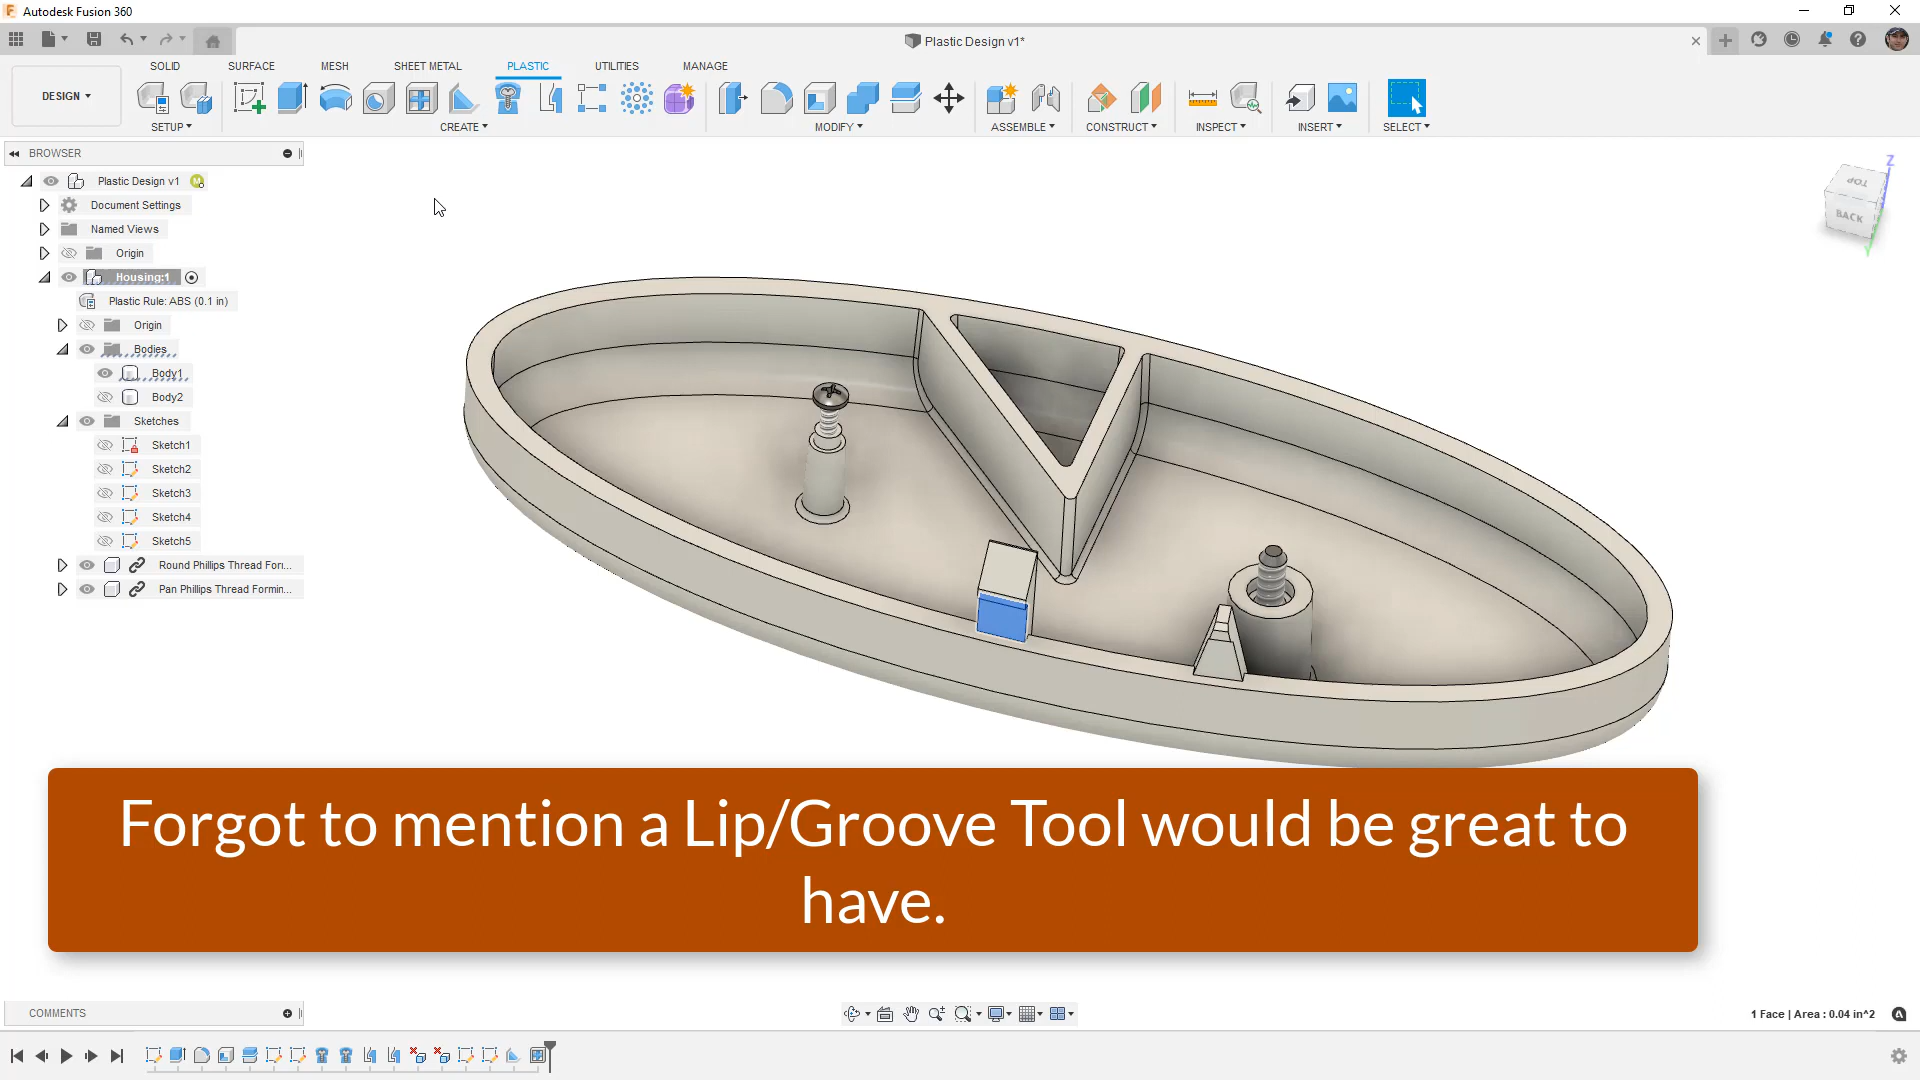 Autodesk Fusion 360
Plastic Design v1*
SOLID SURFACE MESH SHEET METAL PLASTIC UTILITIES MANAGE
DESIGN
SETUP CREATE MODIFY ASSEMBLE CONSTRUCT INSPECT INSERT SELECT
BROWSER
Plastic Design v1
Document Settings
Named Views
Origin
Housing:1
Plastic Rule: ABS (0.1 in)
Origin
Bodies
Body1
Body2
Sketches
Sketch1
Sketch2
Sketch3
Sketch4
Sketch5
Round Phillips Thread For...
Pan Phillips Thread Formin...
Z
TOP
BACK
Y
Forgot to mention a Lip/Groove Tool would be great to
have.
COMMENTS
1 Face | Area : 0.04 in^2